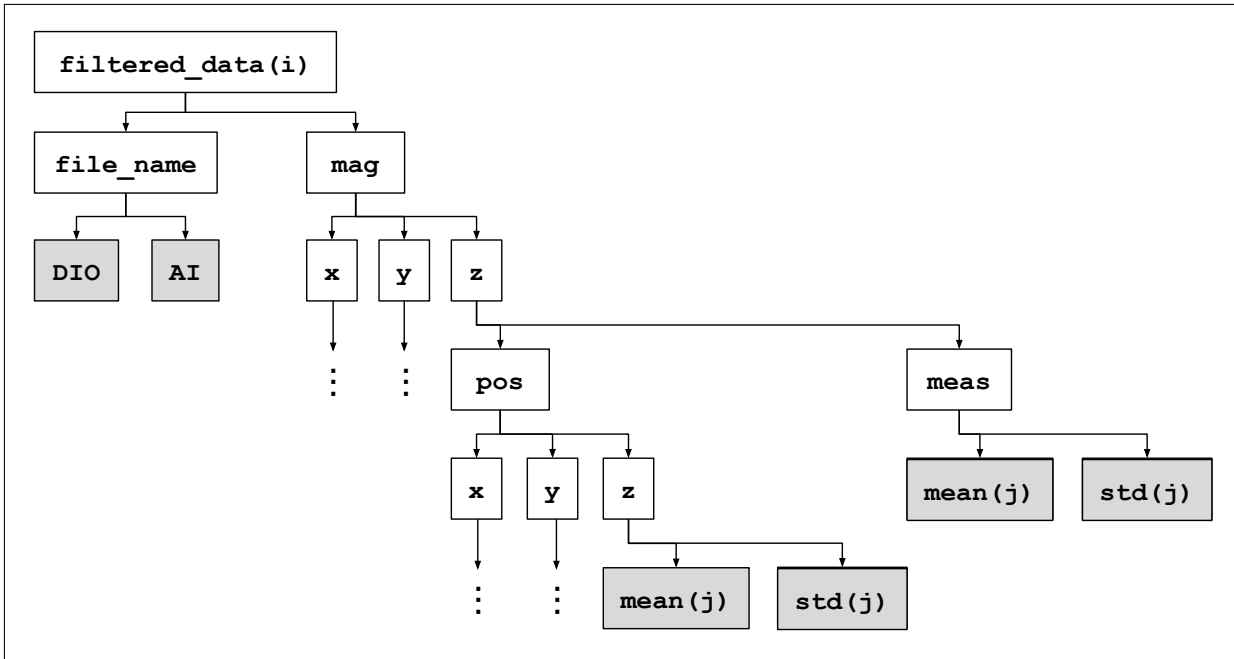 filtered_data(i)
file_name mag
DIO AI x y z
pos meas
x y z mean(j) std(j)
mean(j) std(j)